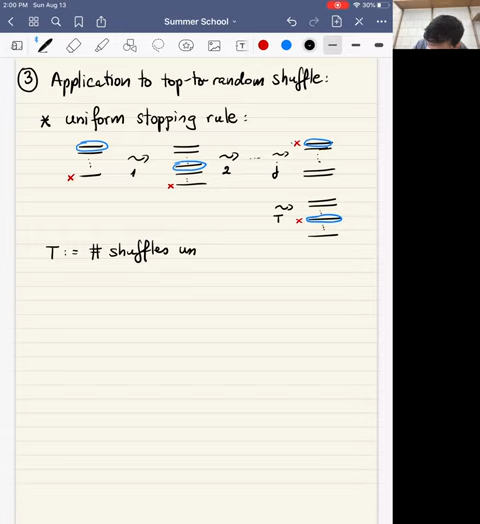 2:00 PM Sun Aug 13
30%
Summer School
③ Application to top-to random shuffle:
* uniform stopping rule:
1 2 j
T
T := # shuffles un